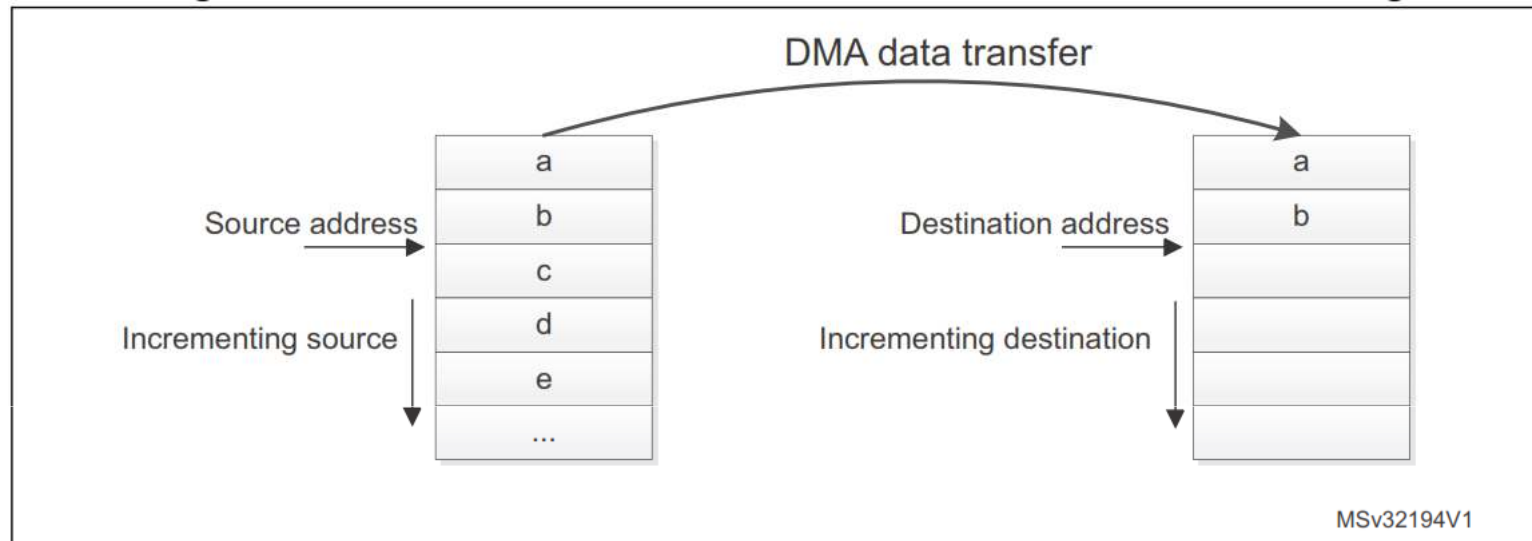 DMA data transfer
a
a
Source address
b
Destination address
b
c
Incrementing source
d
Incrementing destination
e
...
MSv32194V1